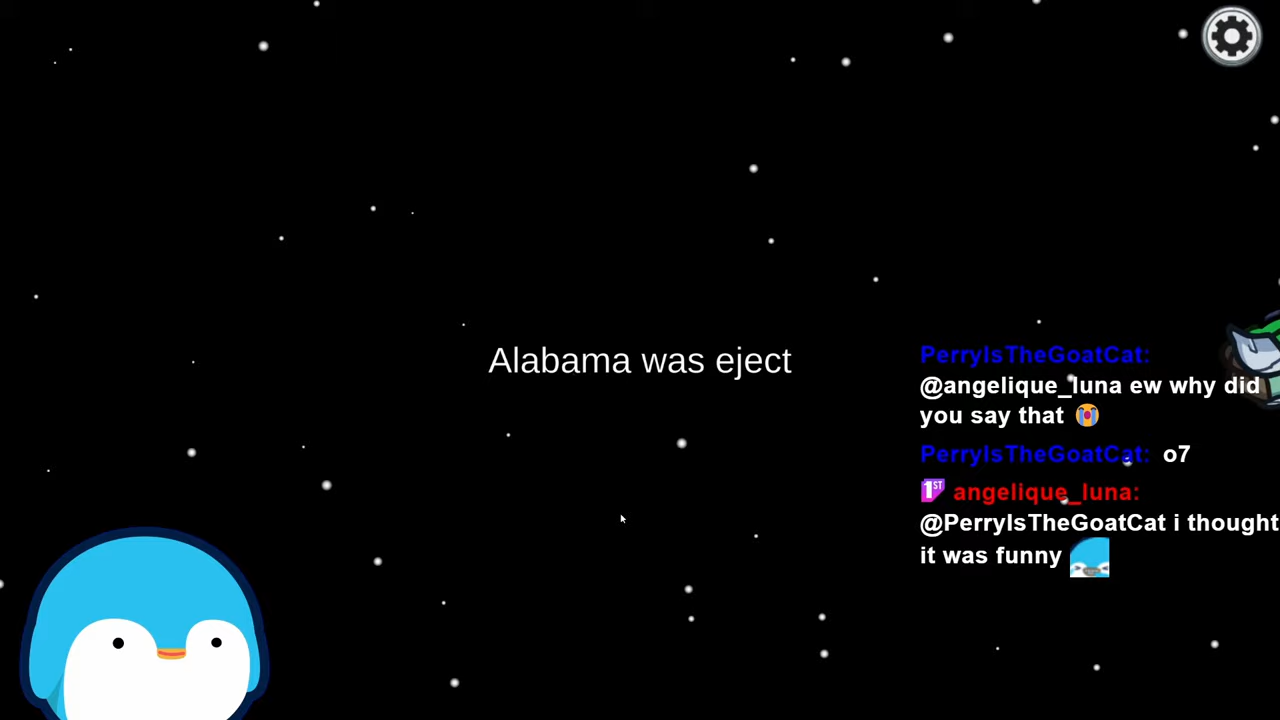 Alabama was eject
PerryIsTheGoatCat:
@angelique_luna ew why did
you say that 😭
PerryIsTheGoatCat: o7
1ST angelique_luna:
@PerryIsTheGoatCat i thought
it was funny